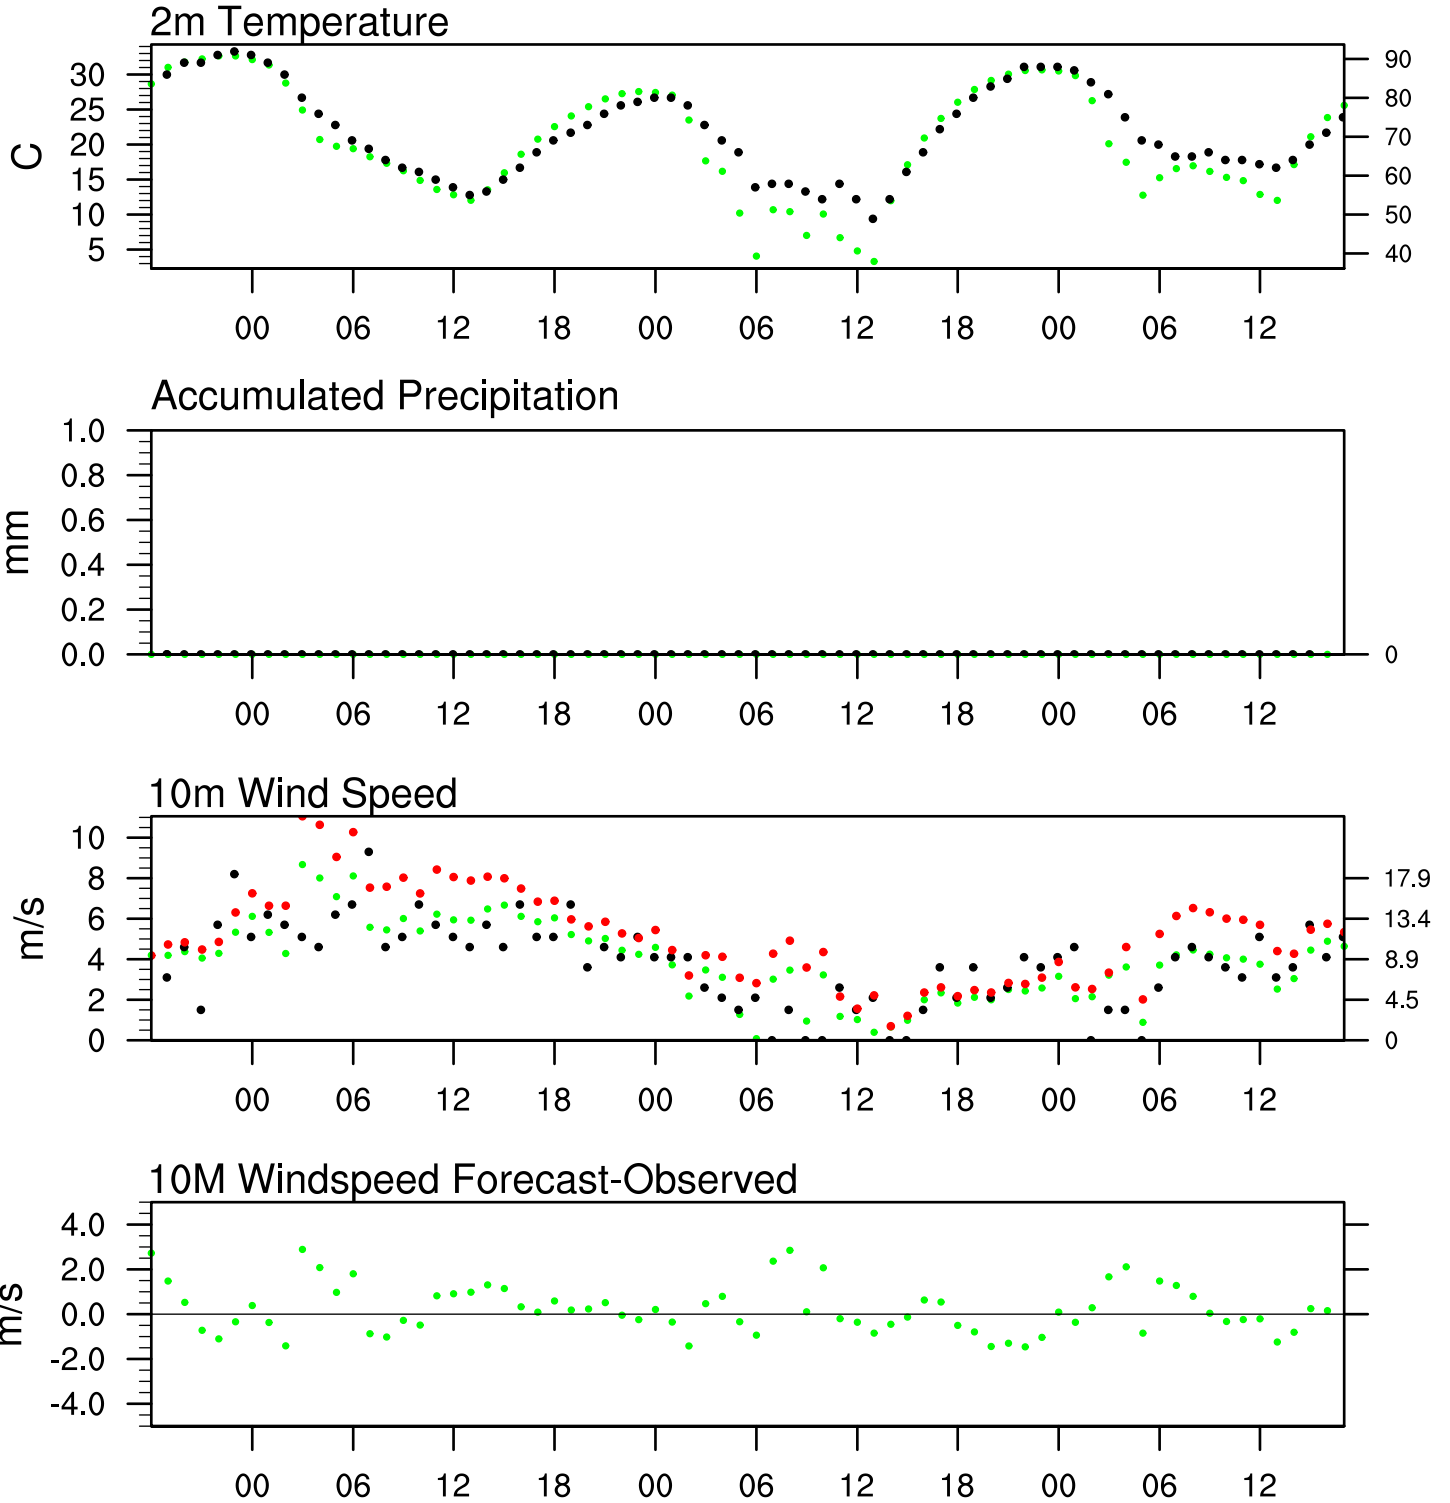 2m Temperature
C
30
25
20
15
10
5
90
80
70
60
50
40
00 06 12 18 00 06 12 18 00 06 12
Accumulated Precipitation
mm
1.0
0.8
0.6
0.4
0.2
0.0
0
00 06 12 18 00 06 12 18 00 06 12
10m Wind Speed
m/s
10
8
6
4
2
0
17.9
13.4
8.9
4.5
0
00 06 12 18 00 06 12 18 00 06 12
10M Windspeed Forecast-Observed
m/s
4.0
2.0
0.0
-2.0
-4.0
00 06 12 18 00 06 12 18 00 06 12